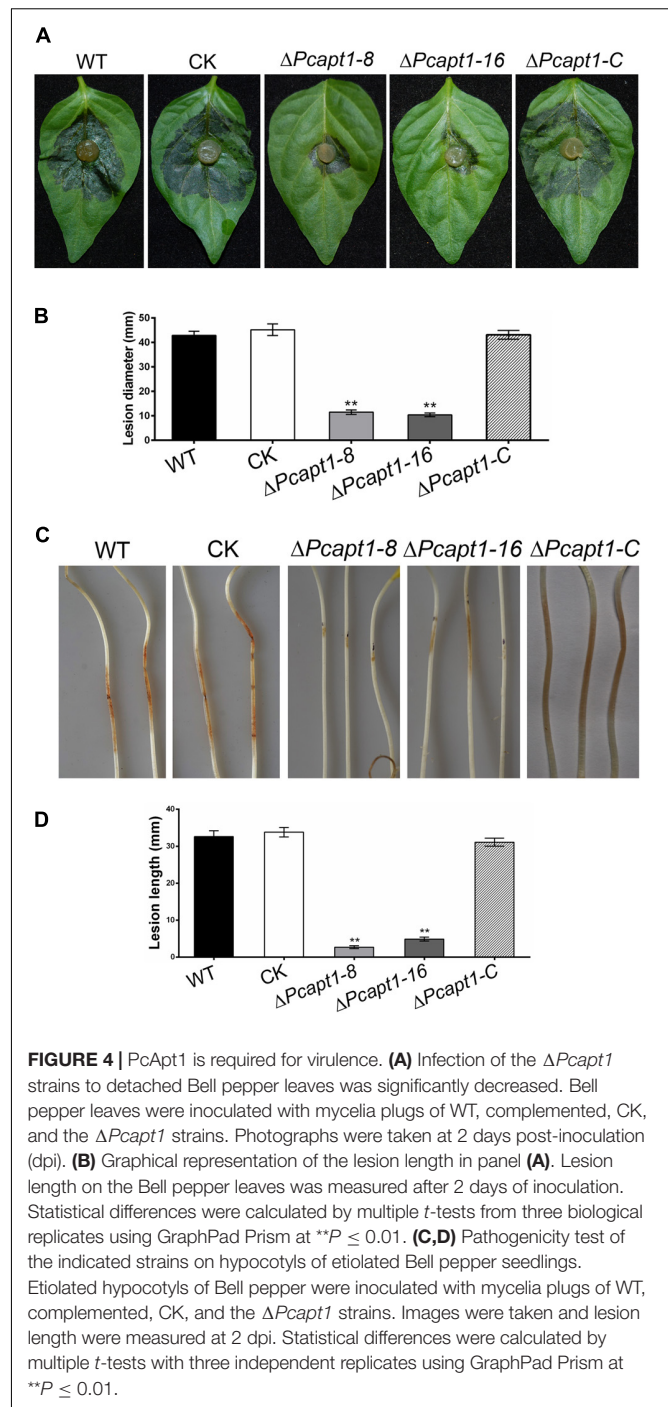 A
WT CK ΔPcapt1-8 ΔPcapt1-16 ΔPcapt1-C
B
Lesion diameter (mm)
50
40
30
20
10
0
** **
WT CK ΔPcapt1-8 ΔPcapt1-16 ΔPcapt1-C
C
WT CK ΔPcapt1-8 ΔPcapt1-16 ΔPcapt1-C
D
Lesion length (mm)
40
30
20
10
0
** **
WT CK ΔPcapt1-8 ΔPcapt1-16 ΔPcapt1-C
FIGURE 4 | PcApt1 is required for virulence. (A) Infection of the ΔPcapt1
strains to detached Bell pepper leaves was significantly decreased. Bell
pepper leaves were inoculated with mycelia plugs of WT, complemented, CK,
and the ΔPcapt1 strains. Photographs were taken at 2 days post-inoculation
(dpi). (B) Graphical representation of the lesion length in panel (A). Lesion
length on the Bell pepper leaves was measured after 2 days of inoculation.
Statistical differences were calculated by multiple t-tests from three biological
replicates using GraphPad Prism at **P ≤ 0.01. (C,D) Pathogenicity test of
the indicated strains on hypocotyls of etiolated Bell pepper seedlings.
Etiolated hypocotyls of Bell pepper were inoculated with mycelia plugs of WT,
complemented, CK, and the ΔPcapt1 strains. Images were taken and lesion
length were measured at 2 dpi. Statistical differences were calculated by
multiple t-tests with three independent replicates using GraphPad Prism at
**P ≤ 0.01.